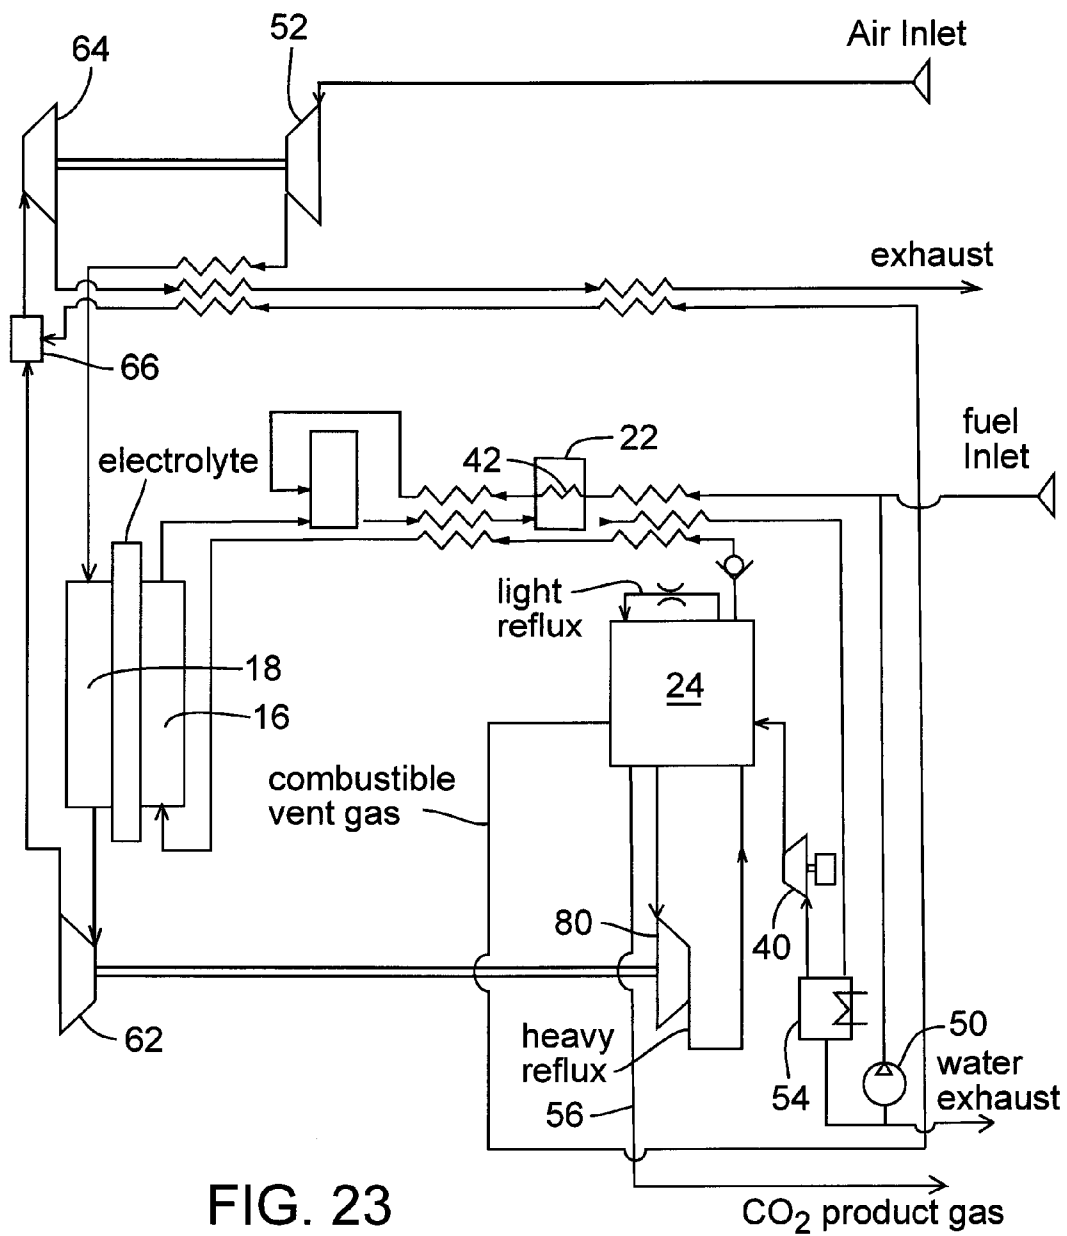 64
52
Air Inlet
exhaust
66
fuel
Inlet
22
42
electrolyte
light
reflux
24
18
16
combustible
vent gas
80
40
62
heavy
reflux
54
50
water
exhaust
56
FIG. 23
CO₂ product gas